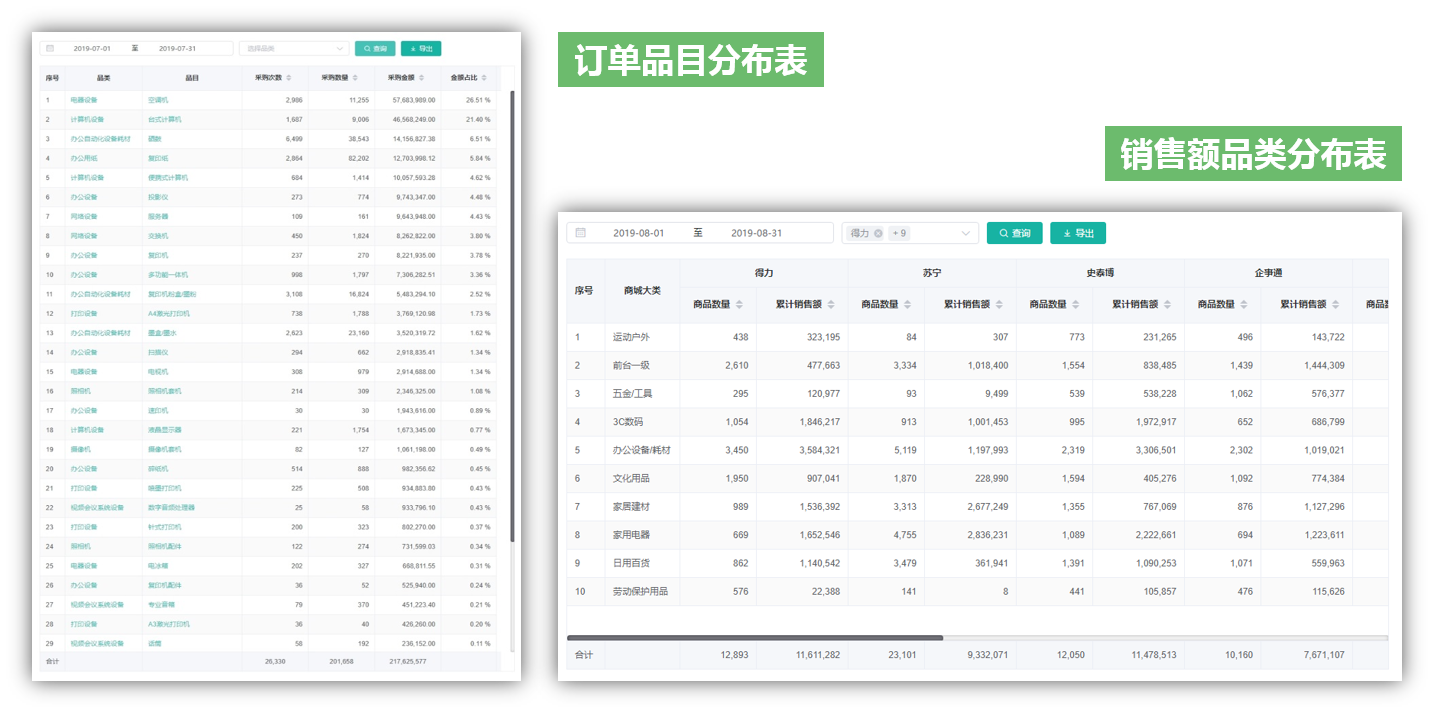 订单品目分布表
销售额品类分布表
2019-07-01 至 2019-07-31 选择品类 查询 导出
序号 品类 品目 采购次数 采购数量 采购金额 金额占比
1 电器设备 空调机 2,986 11,255 57,683,989.00 26.51 %
2 计算机设备 台式计算机 1,687 9,006 46,568,249.00 21.40 %
3 办公自动化设备耗材 硒鼓 6,499 38,543 14,156,827.38 6.51 %
4 办公用纸 复印纸 2,864 82,202 12,703,998.12 5.84 %
5 计算机设备 便携式计算机 684 1,414 10,057,593.28 4.62 %
6 办公设备 投影仪 273 774 9,743,347.00 4.48 %
7 网络设备 服务器 109 161 9,643,948.00 4.43 %
8 网络设备 交换机 450 1,824 8,262,822.00 3.80 %
9 办公设备 复印机 237 270 8,221,935.00 3.78 %
10 办公设备 多功能一体机 998 1,797 7,306,282.51 3.36 %
11 办公自动化设备耗材 复印机粉盒/墨粉 3,108 16,824 5,483,294.10 2.52 %
12 打印设备 A4激光打印机 738 1,788 3,769,120.98 1.73 %
13 办公自动化设备耗材 墨盒/墨水 2,623 23,160 3,520,319.72 1.62 %
14 办公设备 扫描仪 294 662 2,918,835.41 1.34 %
15 电器设备 电视机 308 979 2,914,688.00 1.34 %
16 照相机 照相机套机 214 309 2,346,325.00 1.08 %
17 办公设备 速印机 30 30 1,943,616.00 0.89 %
18 计算机设备 液晶显示器 221 1,754 1,673,345.00 0.77 %
19 摄像机 摄像机套机 82 127 1,061,198.00 0.49 %
20 办公设备 碎纸机 514 888 982,356.62 0.45 %
21 打印设备 喷墨打印机 225 508 934,883.80 0.43 %
22 视频会议系统设备 数字音频处理器 25 58 933,796.10 0.43 %
23 打印设备 针式打印机 200 323 802,270.00 0.37 %
24 照相机 照相机配件 122 274 731,599.03 0.34 %
25 电器设备 电冰箱 202 327 668,811.55 0.31 %
26 办公设备 复印机配件 36 52 525,940.00 0.24 %
27 视频会议系统设备 专业音箱 79 370 451,223.40 0.21 %
28 打印设备 A3激光打印机 36 40 426,260.00 0.20 %
29 视频会议系统设备 话筒 58 192 236,152.00 0.11 %
合计 26,330 201,658 217,625,577
2019-08-01 至 2019-08-31 得力 + 9 查询 导出
序号 商城大类 得力 苏宁 史泰博 企事通
商品数量 累计销售额 商品数量 累计销售额 商品数量 累计销售额 商品数量 累计销售额 商品数
1 运动户外 438 323,195 84 307 773 231,265 496 143,722
2 前台一级 2,610 477,663 3,334 1,018,400 1,554 838,485 1,439 1,444,309
3 五金/工具 295 120,977 93 9,499 539 538,228 1,062 576,377
4 3C数码 1,054 1,846,217 913 1,001,453 995 1,972,917 652 686,799
5 办公设备/耗材 3,450 3,584,321 5,119 1,197,993 2,319 3,306,501 2,302 1,019,021
6 文化用品 1,950 907,041 1,870 228,990 1,594 405,276 1,092 774,384
7 家居建材 989 1,536,392 3,313 2,677,249 1,355 767,069 876 1,127,296
8 家用电器 669 1,652,546 4,755 2,836,231 1,089 2,222,661 694 1,223,611
9 日用百货 862 1,140,542 3,479 361,941 1,391 1,090,253 1,071 559,963
10 劳动保护用品 576 22,388 141 8 441 105,857 476 115,626
合计 12,893 11,611,282 23,101 9,332,071 12,050 11,478,513 10,160 7,671,107